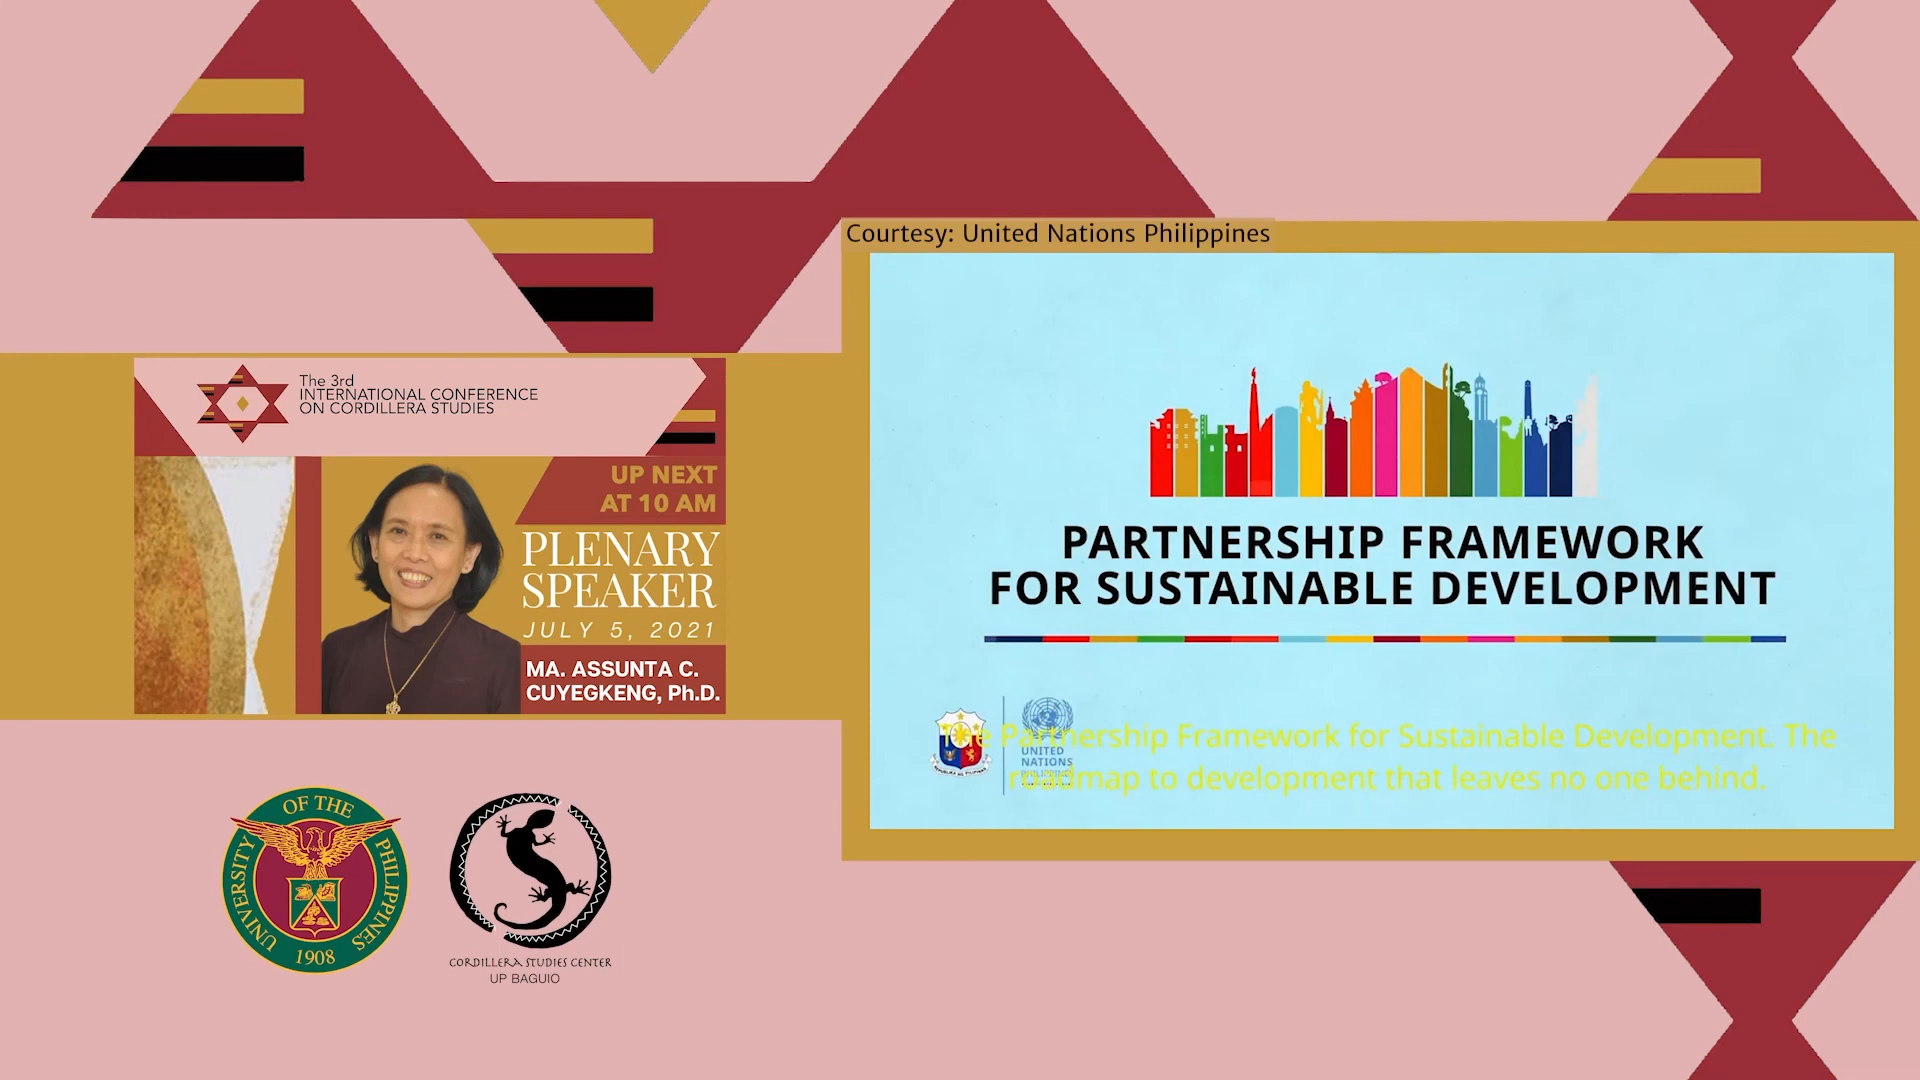 Courtesy: United Nations Philippines
The 3rd
INTERNATIONAL CONFERENCE
ON CORDILLERA STUDIES
UP NEXT
AT 10 AM
PLENARY
SPEAKER
JULY 5, 2021
MA. ASSUNTA C.
CUYEGKENG, Ph.D.
PARTNERSHIP FRAMEWORK
FOR SUSTAINABLE DEVELOPMENT
UNITED
NATIONS
PHILIPPINES
The Partnership Framework for Sustainable Development. The
roadmap to development that leaves no one behind.
UNIVERSITY OF THE PHILIPPINES
1908
CORDILLERA STUDIES CENTER
UP BAGUIO